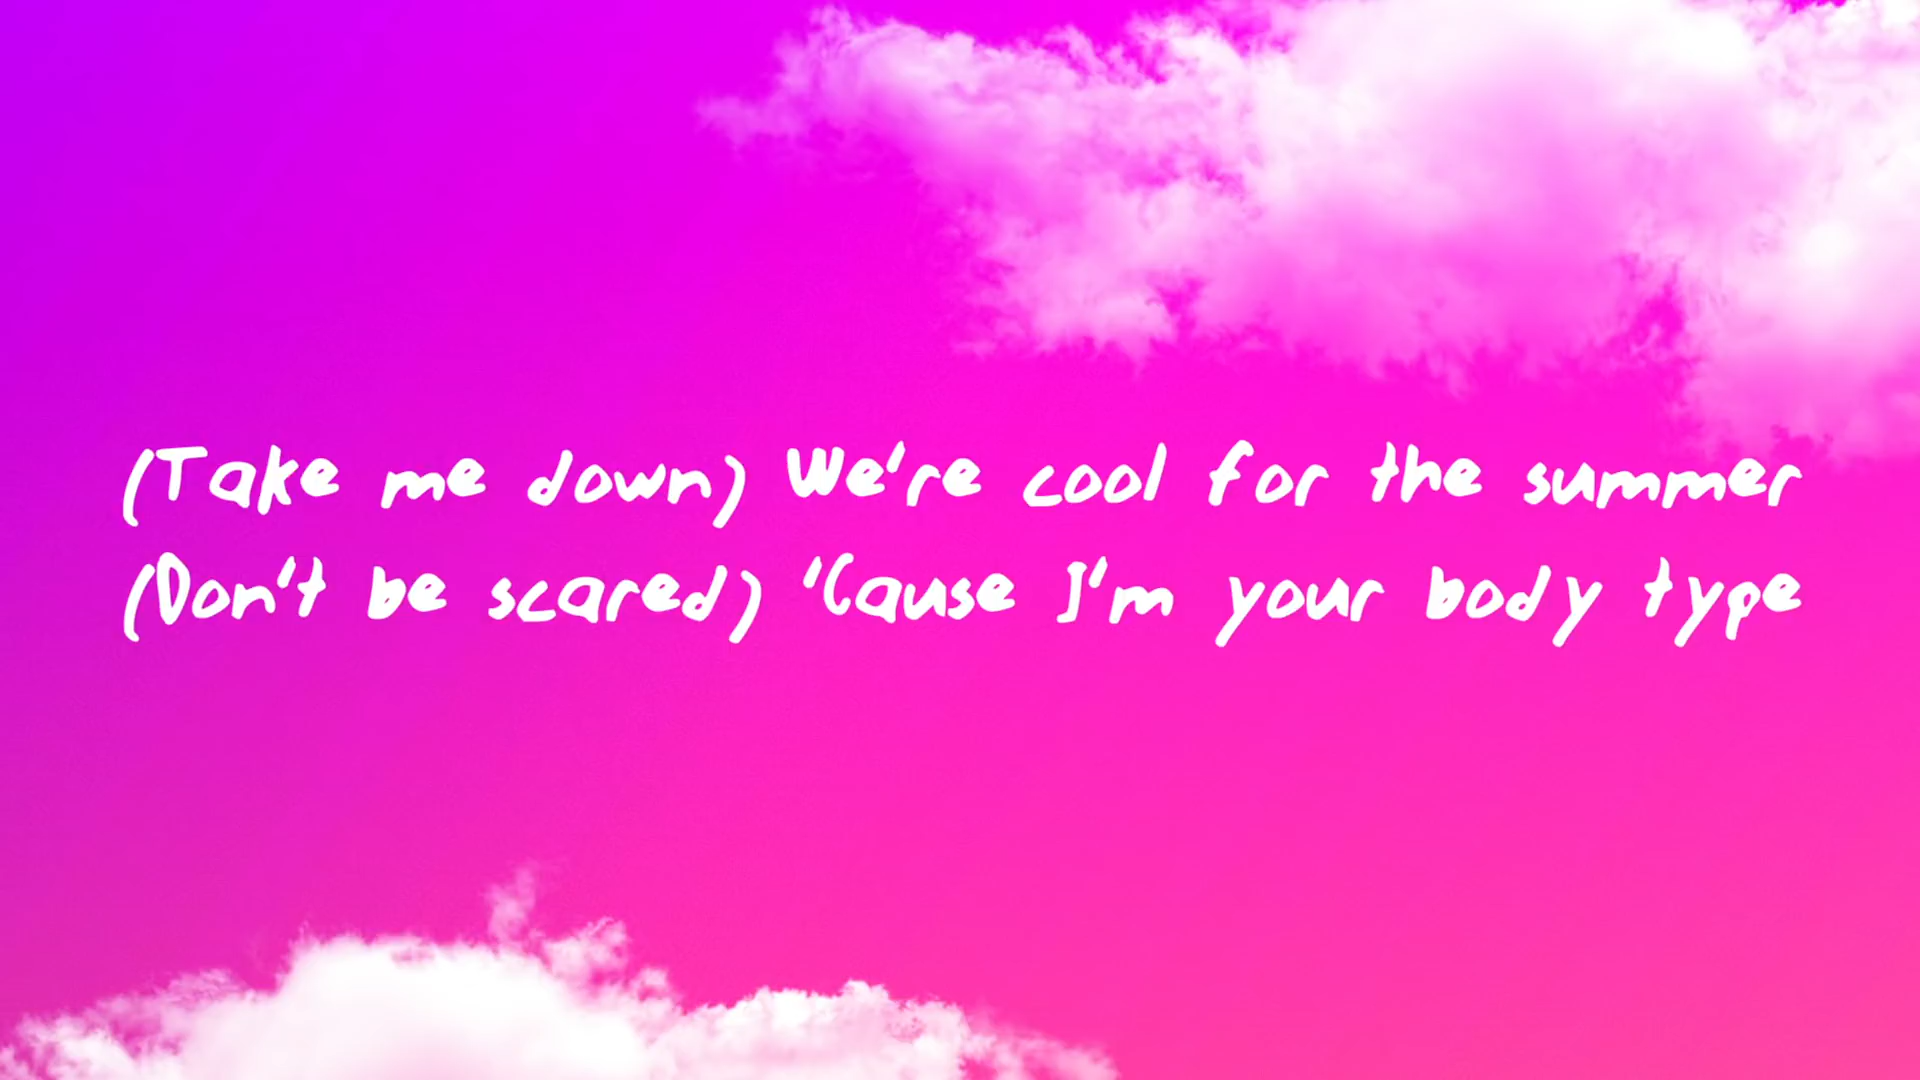 (Take me down) We're cool for the summer
(Don't be scared) 'Cause I'm your body type